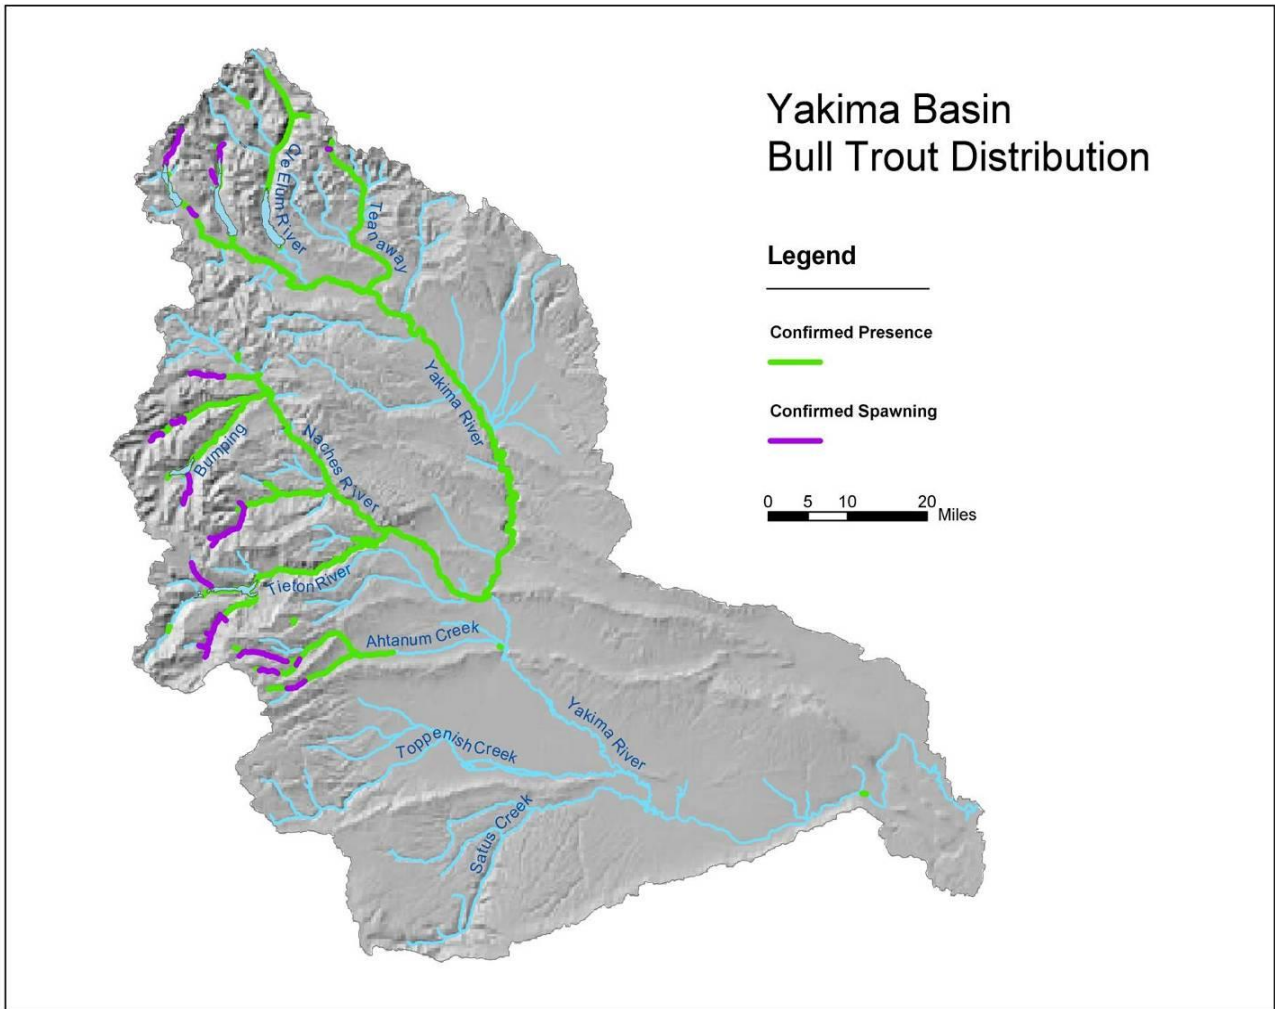 Yakima Basin
Bull Trout Distribution
Legend
Confirmed Presence
Confirmed Spawning
0 5 10 20
Miles
Cle Elum River
Teanaway
Yakima River
Naches River
Bumping
Tieton River
Ahtanum Creek
Yakima River
Toppenish Creek
Satus Creek